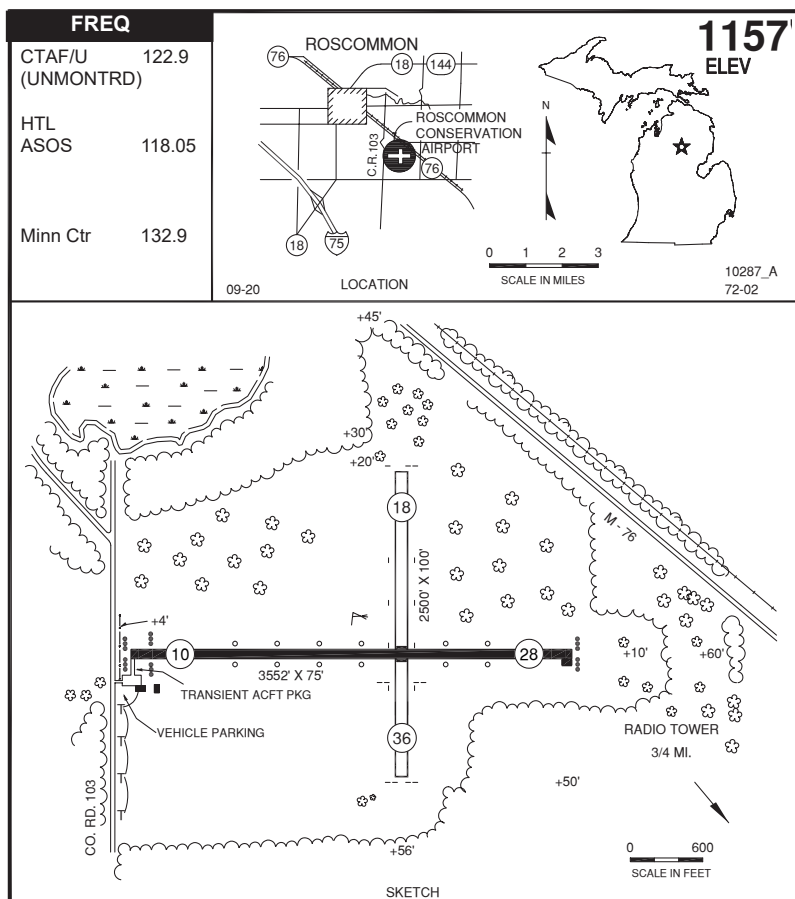 FREQ
CTAF/U 122.9
(UNMONTRD)
HTL
ASOS 118.05
Minn Ctr 132.9
ROSCOMMON
76
18
144
ROSCOMMON
CONSERVATION
AIRPORT
C.R.103
76
18
75
09-20
LOCATION
N
0 1 2 3
SCALE IN MILES
1157'
ELEV
10287_A
72-02
+45'
+30'
+20'
18
2500' X 100'
M - 76
+4'
10
28
3552' X 75'
+10'
+60'
TRANSIENT ACFT PKG
VEHICLE PARKING
36
RADIO TOWER
3/4 MI.
+50'
CO. RD. 103
+56'
0 600
SCALE IN FEET
SKETCH